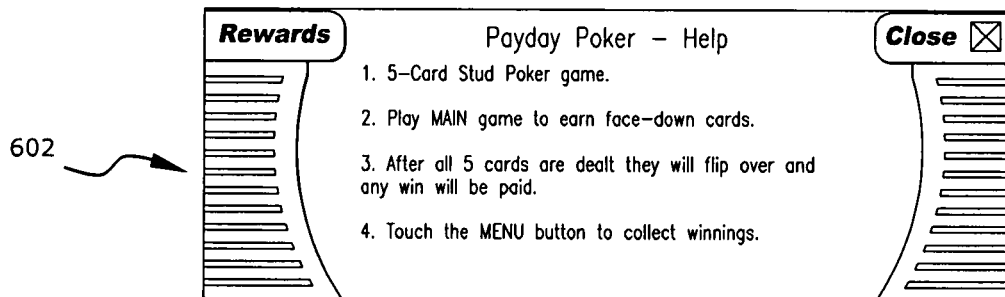 Rewards
Payday Poker – Help
Close
1. 5–Card Stud Poker game.
2. Play MAIN game to earn face–down cards.
602
3. After all 5 cards are dealt they will flip over and
any win will be paid.
4. Touch the MENU button to collect winnings.